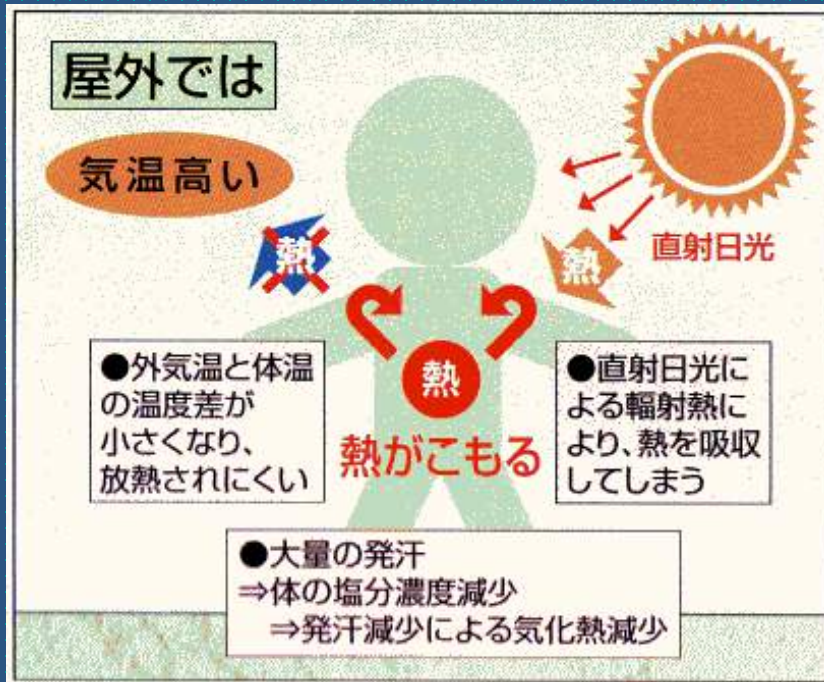 屋外では
気温高い
熱
熱
直射日光
熱
熱がこもる
●外気温と体温
の温度差が
小さくなり、
放熱されにくい
●直射日光に
よる輻射熱に
より、熱を吸収
してしまう
●大量の発汗
⇒体の塩分濃度減少
⇒発汗減少による気化熱減少